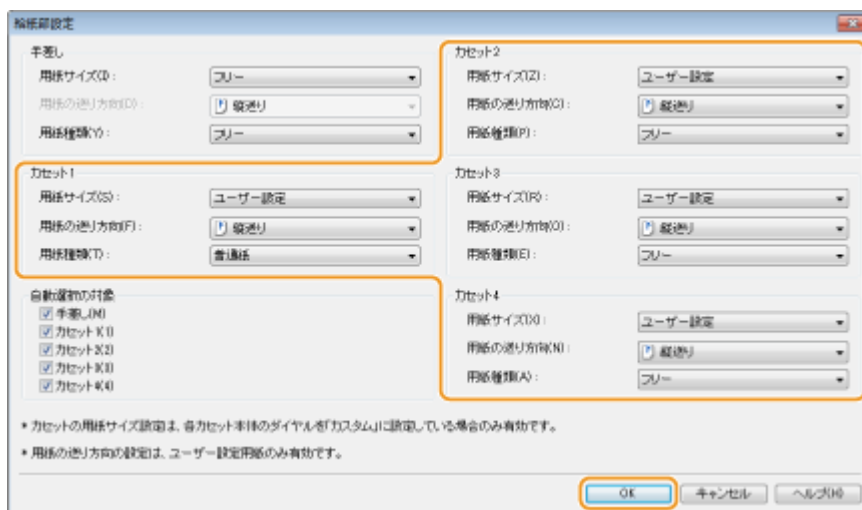 給紙部設定
手差し
用紙サイズ(I): フリー
用紙の送り方向(D): 縦送り
用紙種類(Y): フリー
カセット1
用紙サイズ(S): ユーザー設定
用紙の送り方向(F): 縦送り
用紙種類(T): 普通紙
自動選択の対象
手差し(M)
カセット1(1)
カセット2(2)
カセット3(3)
カセット4(4)
カセット2
用紙サイズ(Z): ユーザー設定
用紙の送り方向(G): 縦送り
用紙種類(P): フリー
カセット3
用紙サイズ(R): ユーザー設定
用紙の送り方向(O): 縦送り
用紙種類(E): フリー
カセット4
用紙サイズ(X): ユーザー設定
用紙の送り方向(N): 縦送り
用紙種類(A): フリー
* カセットの用紙サイズ設定は、各カセット本体のダイヤルを「カスタム」に設定している場合のみ有効です。
* 用紙の送り方向の設定は、ユーザー設定用紙のみ有効です。
OK キャンセル ヘルプ(H)